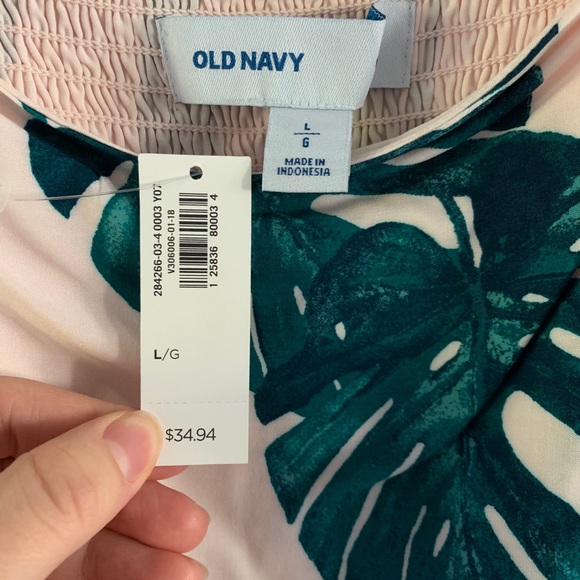 OLD NAVY
L
G
MADE IN
INDONESIA
284266-03-4 0003 Y07
V306006-01-18
1 25836 80003 4
L/G
$34.94